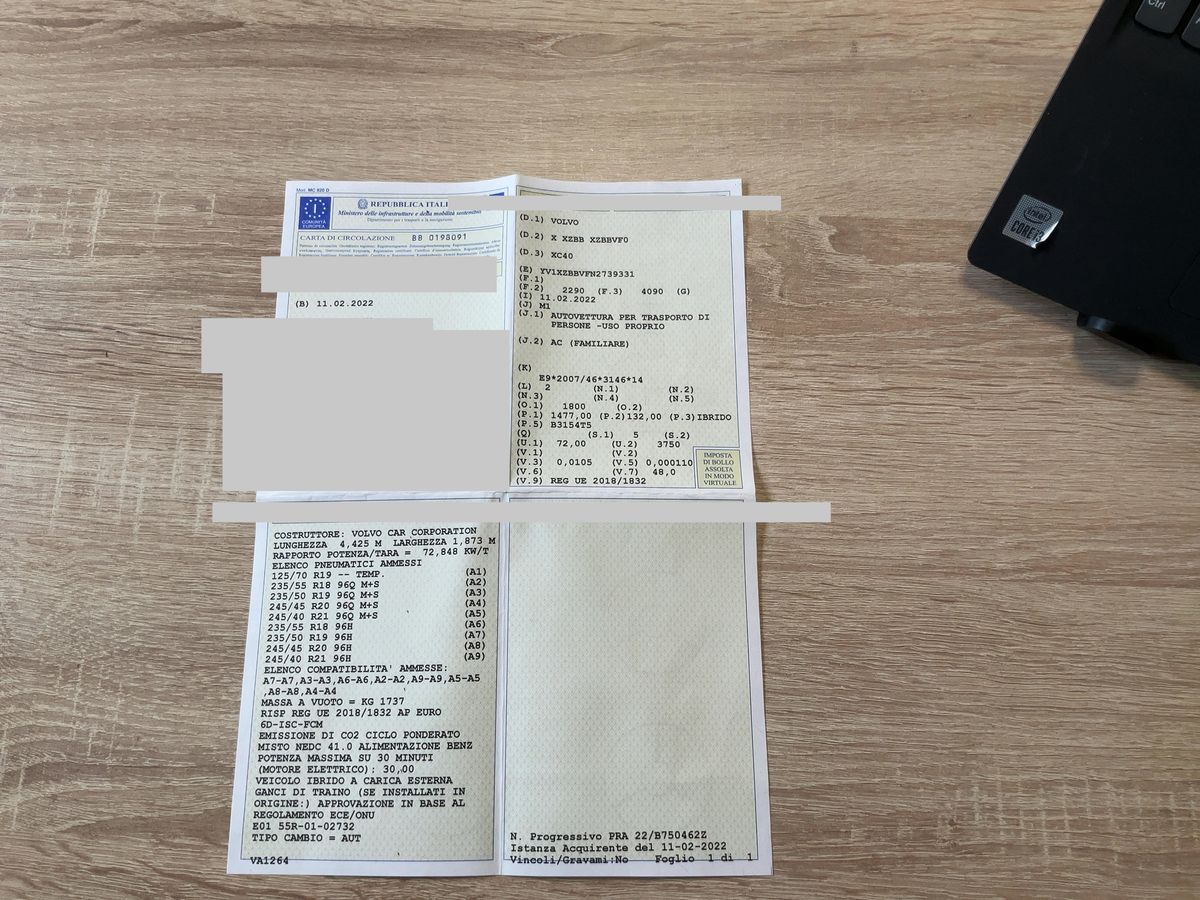 Mod. MC 820 D
COMUNITÀ
EUROPEA
I
REPUBBLICA ITALI
Ministero delle infrastrutture e della mobilità sostenibili
Dipartimento per i trasporti e la navigazione
CARTA DI CIRCOLAZIONE BB 0198091
(B) 11.02.2022
(D.1) VOLVO
(D.2) X XZBB XZBBVF0
(D.3) XC40
(E) YV1XZBBVFN2739331
(F.1)
(F.2) 2290 (F.3) 4090 (G)
(I) 11.02.2022
(J) M1
(J.1) AUTOVETTURA PER TRASPORTO DI
PERSONE -USO PROPRIO
(J.2) AC (FAMILIARE)
(K)
E9*2007/46*3146*14
(L) 2 (N.1) (N.2)
(N.3) (N.4) (N.5)
(O.1) 1800 (O.2)
(P.1) 1477,00 (P.2)132,00 (P.3)IBRIDO
(P.5) B3154T5
(Q) (S.1) 5 (S.2)
(U.1) 72,00 (U.2) 3750
(V.1) (V.2)
(V.3) 0,0105 (V.5) 0,000110
(V.6) (V.7) 48,0
(V.9) REG UE 2018/1832
IMPOSTA
DI BOLLO
ASSOLTA
IN MODO
VIRTUALE
COSTRUTTORE: VOLVO CAR CORPORATION
LUNGHEZZA 4,425 M LARGHEZZA 1,873 M
RAPPORTO POTENZA/TARA = 72,848 KW/T
ELENCO PNEUMATICI AMMESSI
125/70 R19 -- TEMP. (A1)
235/55 R18 96Q M+S (A2)
235/50 R19 96Q M+S (A3)
245/45 R20 96Q M+S (A4)
245/40 R21 96Q M+S (A5)
235/55 R18 96H (A6)
235/50 R19 96H (A7)
245/45 R20 96H (A8)
245/40 R21 96H (A9)
ELENCO COMPATIBILITA' AMMESSE:
A7-A7,A3-A3,A6-A6,A2-A2,A9-A9,A5-A5
,A8-A8,A4-A4
MASSA A VUOTO = KG 1737
RISP REG UE 2018/1832 AP EURO
6D-ISC-FCM
EMISSIONE DI CO2 CICLO PONDERATO
MISTO NEDC 41.0 ALIMENTAZIONE BENZ
POTENZA MASSIMA SU 30 MINUTI
(MOTORE ELETTRICO): 30,00
VEICOLO IBRIDO A CARICA ESTERNA
GANCI DI TRAINO (SE INSTALLATI IN
ORIGINE:) APPROVAZIONE IN BASE AL
REGOLAMENTO ECE/ONU
E01 55R-01-02732
TIPO CAMBIO = AUT
VA1264
N. Progressivo PRA 22/B750462Z
Istanza Acquirente del 11-02-2022
Vincoli/Gravami:No Foglio 1 di 1
Ctrl
intel
CORE i3